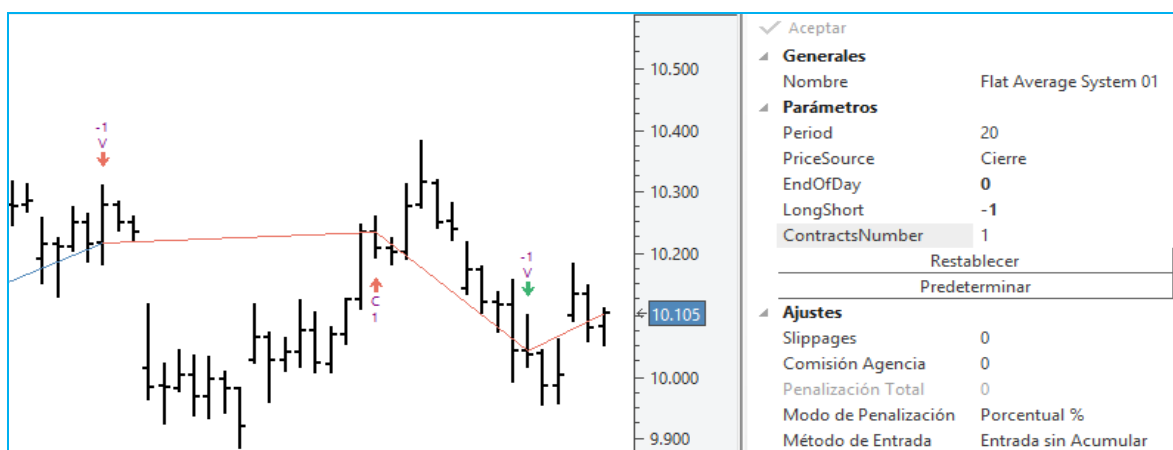 -1
V
C
1
-1
V
10.500
10.400
10.300
10.200
10.105
10.000
9.900
Aceptar
Generales
Nombre Flat Average System 01
Parámetros
Period 20
PriceSource Cierre
EndOfDay 0
LongShort -1
ContractsNumber 1
Restablecer
Predeterminar
Ajustes
Slippages 0
Comisión Agencia 0
Penalización Total 0
Modo de Penalización Porcentual %
Método de Entrada Entrada sin Acumular